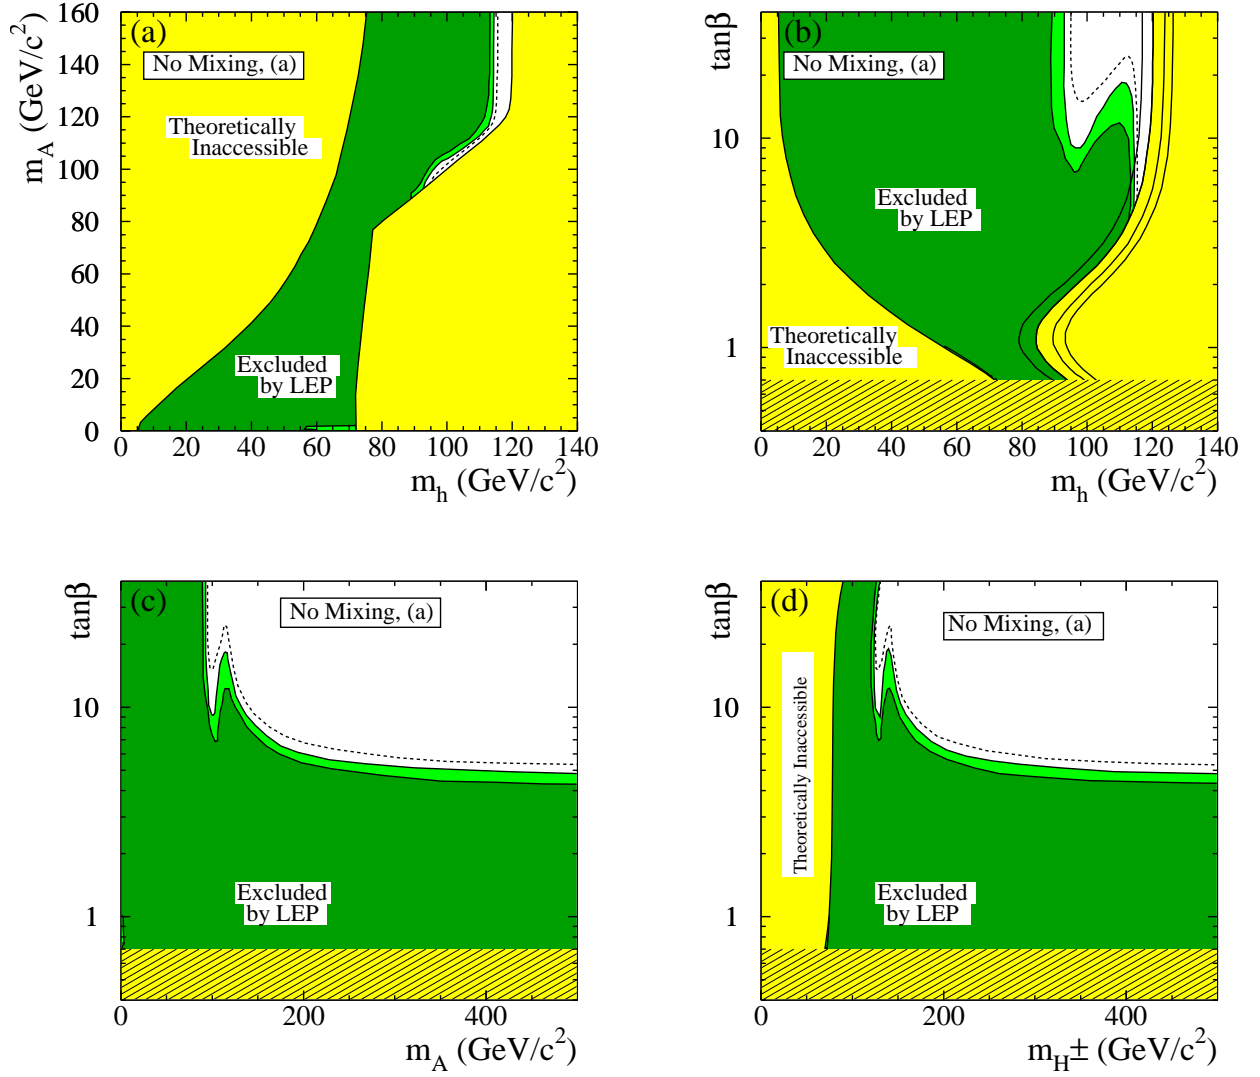 (a)
No Mixing, (a)
Theoretically
Inaccessible
Excluded
by LEP
m_A (GeV/c²)
160
140
120
100
80
60
40
20
0
0 20 40 60 80 100 120 140
m_h (GeV/c²)
(b)
No Mixing, (a)
Excluded
by LEP
Theoretically
Inaccessible
tanβ
10
1
0 20 40 60 80 100 120 140
m_h (GeV/c²)
(c)
No Mixing, (a)
Excluded
by LEP
tanβ
10
1
0 200 400
m_A (GeV/c²)
(d)
No Mixing, (a)
Theoretically Inaccessible
Excluded
by LEP
tanβ
10
1
0 200 400
m_H± (GeV/c²)